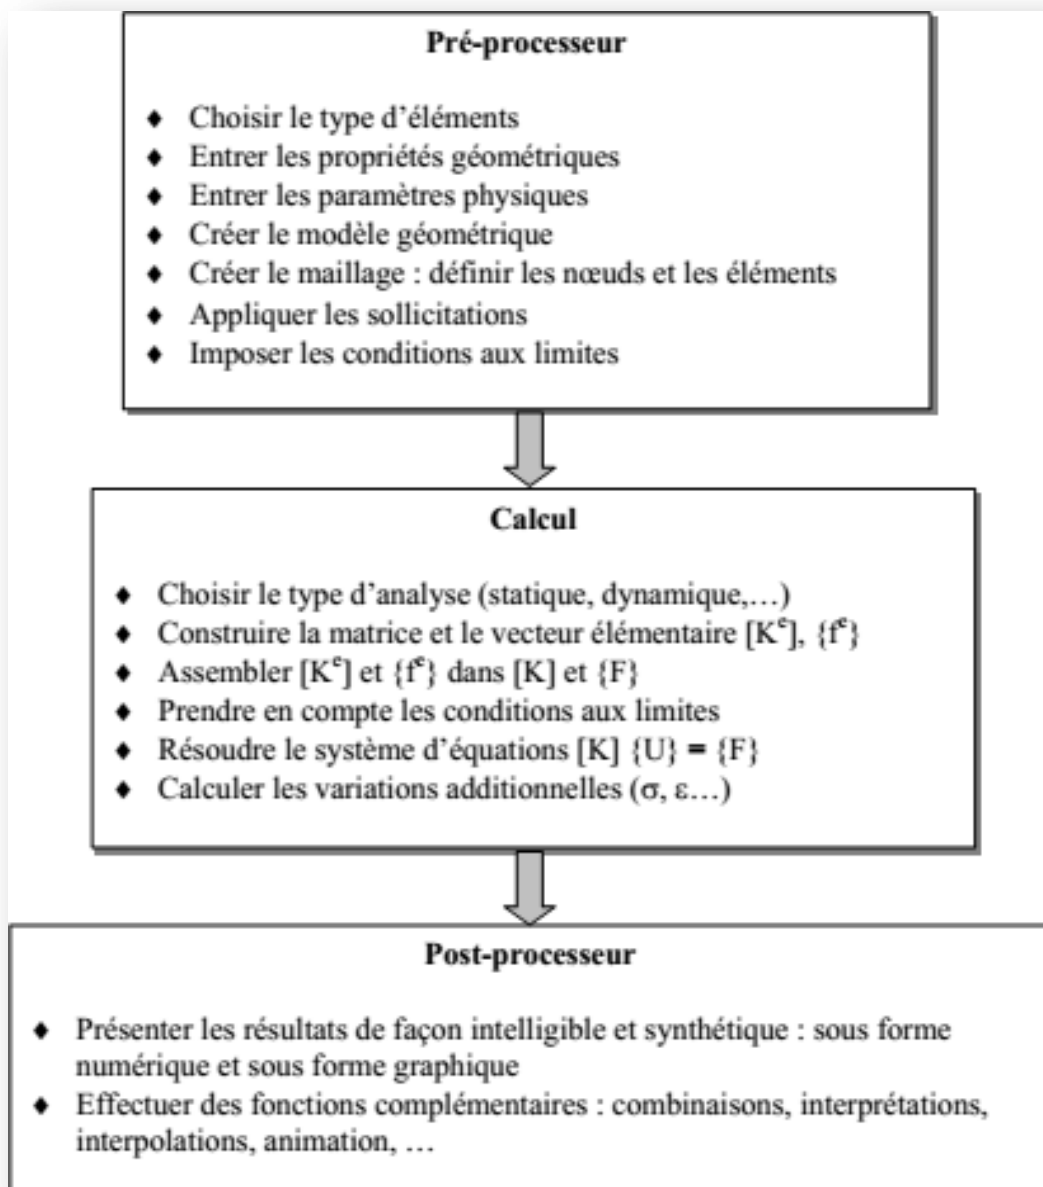 Pré-processeur
♦ Choisir le type d'éléments
♦ Entrer les propriétés géométriques
♦ Entrer les paramètres physiques
♦ Créer le modèle géométrique
♦ Créer le maillage : définir les nœuds et les éléments
♦ Appliquer les sollicitations
♦ Imposer les conditions aux limites
Calcul
♦ Choisir le type d'analyse (statique, dynamique,…)
♦ Construire la matrice et le vecteur élémentaire [Kᵉ], {fᵉ}
♦ Assembler [Kᵉ] et {fᵉ} dans [K] et {F}
♦ Prendre en compte les conditions aux limites
♦ Résoudre le système d'équations [K] {U} = {F}
♦ Calculer les variations additionnelles (σ, ε…)
Post-processeur
♦ Présenter les résultats de façon intelligible et synthétique : sous forme
numérique et sous forme graphique
♦ Effectuer des fonctions complémentaires : combinaisons, interprétations,
interpolations, animation, …